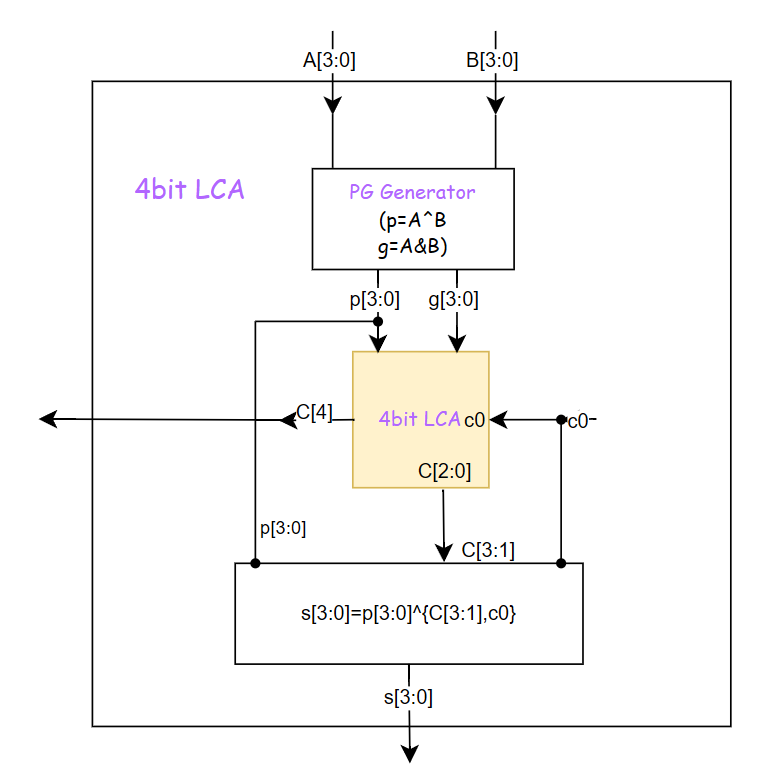 A[3:0]
B[3:0]
4bit LCA
PG Generator
(p=A^B
g=A&B)
p[3:0]
g[3:0]
C[4]
4bit LCA
c0
c0
C[2:0]
p[3:0]
C[3:1]
s[3:0]=p[3:0]^{C[3:1],c0}
s[3:0]